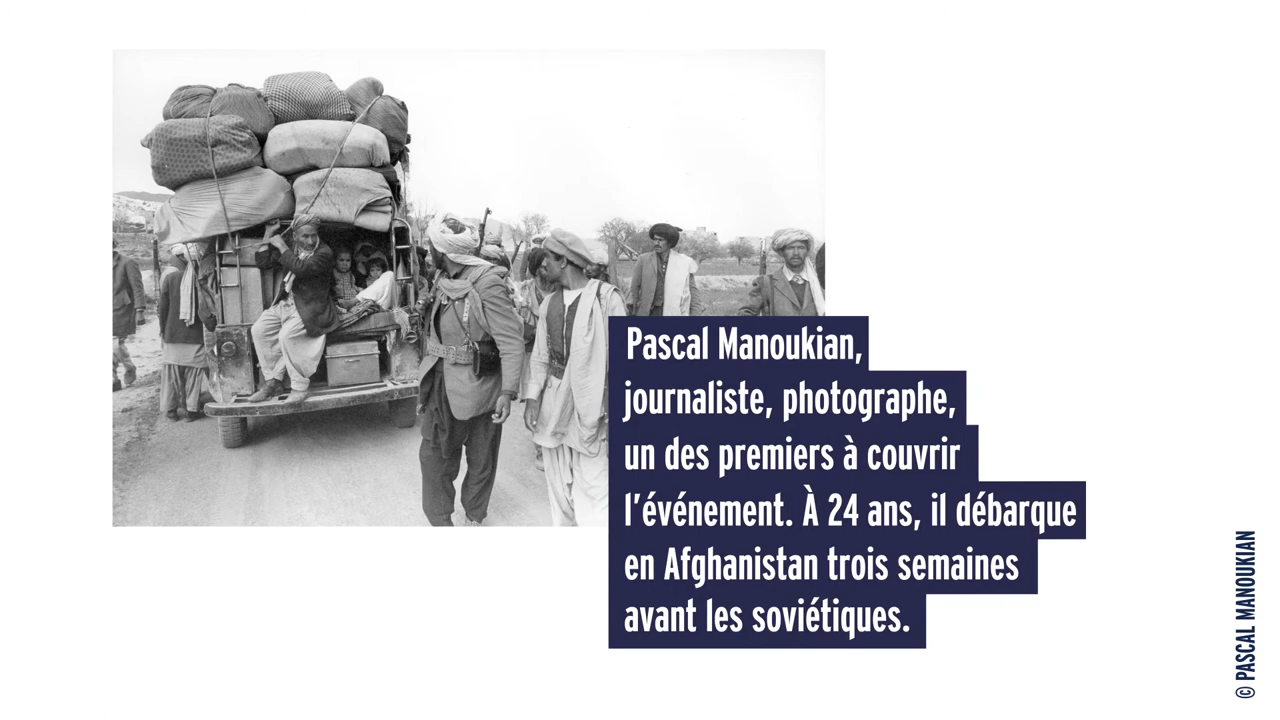 Pascal Manoukian,
journaliste, photographe,
un des premiers à couvrir
l'événement. À 24 ans, il débarque
en Afghanistan trois semaines
avant les soviétiques.
© PASCAL MANOUKIAN